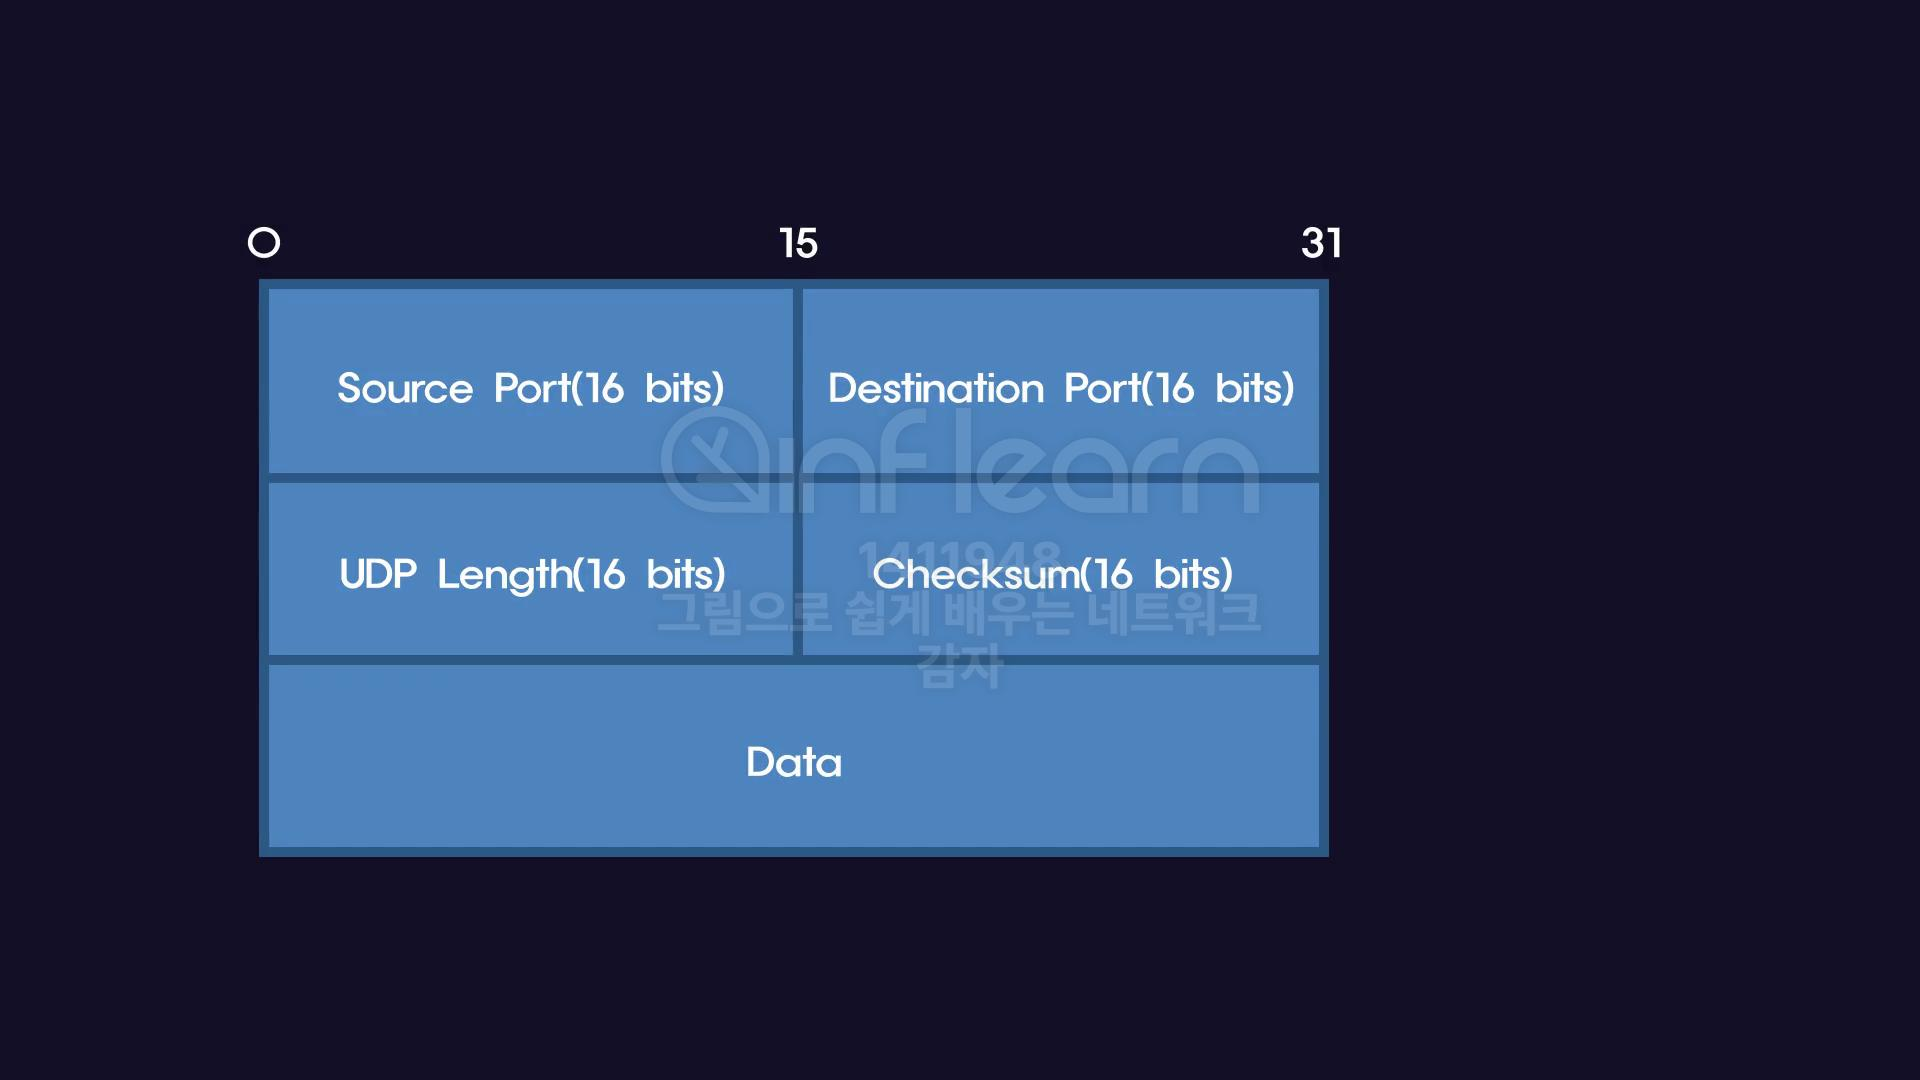 0 15 31
Source Port(16 bits) Destination Port(16 bits)
inflearn
1411948
UDP Length(16 bits) Checksum(16 bits)
그림으로 쉽게 배우는 네트워크
감자
Data